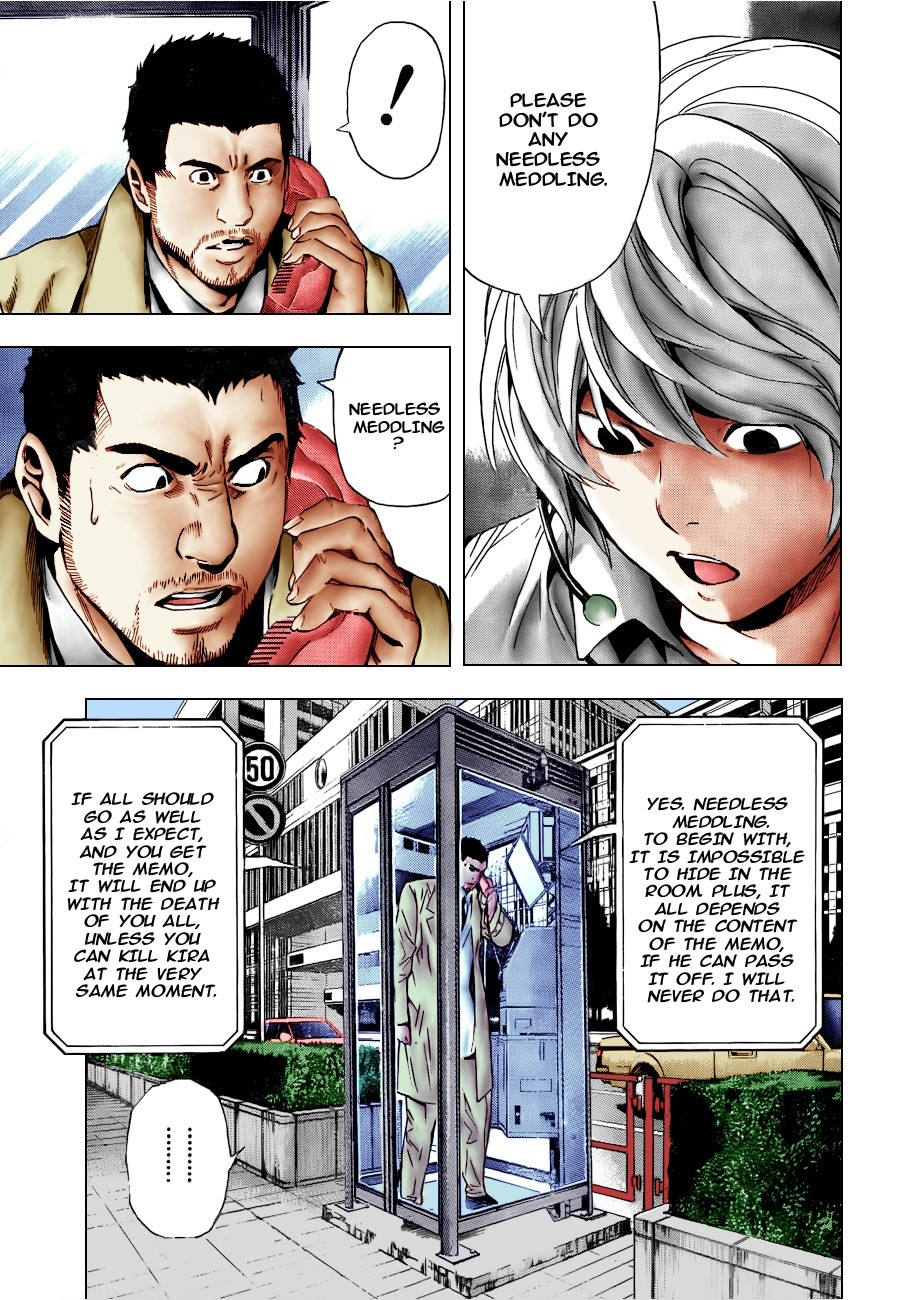 PLEASE
DON'T DO
ANY
NEEDLESS
MEDDLING.
!
NEEDLESS
MEDDLING
?
YES. NEEDLESS
MEDDLING.
TO BEGIN WITH,
IT IS IMPOSSIBLE
TO HIDE IN THE
ROOM PLUS, IT
ALL DEPENDS
ON THE CONTENT
OF THE MEMO,
IF HE CAN PASS
IT OFF. I WILL
NEVER DO THAT.
50
IF ALL SHOULD
GO AS WELL
AS I EXPECT,
AND YOU GET
THE MEMO,
IT WILL END UP
WITH THE DEATH
OF YOU ALL,
UNLESS YOU
CAN KILL KIRA
AT THE VERY
SAME MOMENT.